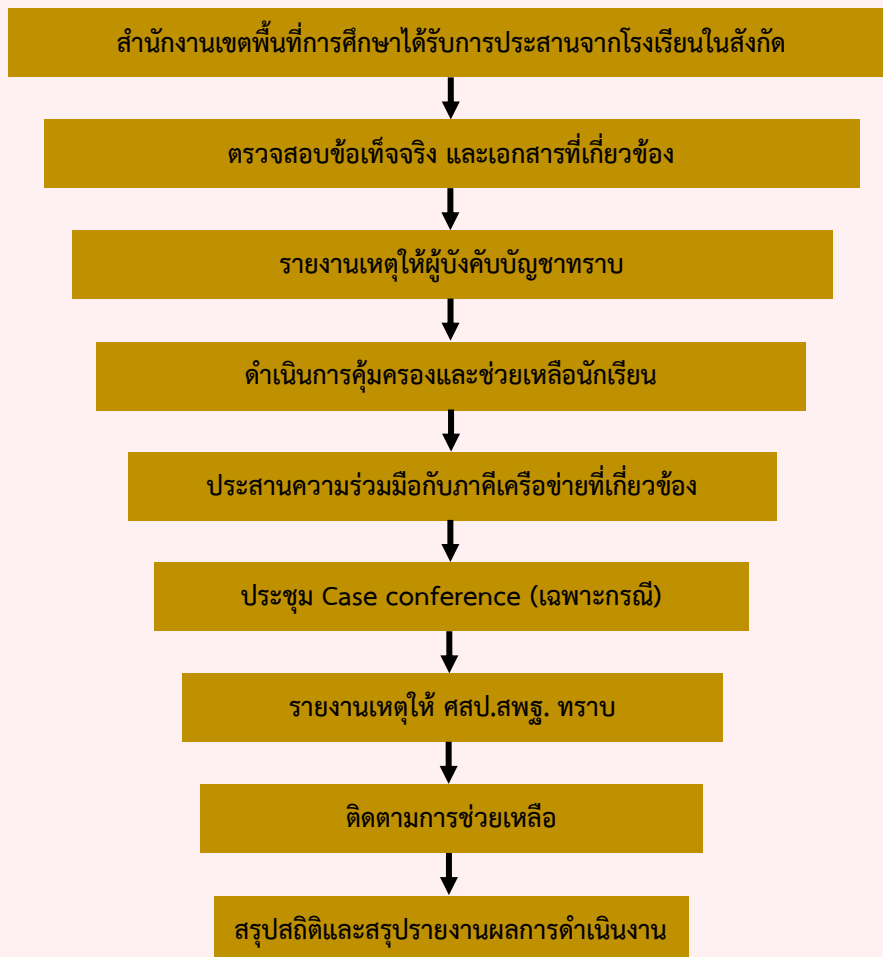 สำนักงานเขตพื้นที่การศึกษาได้รับการประสานจากโรงเรียนในสังกัด
ตรวจสอบข้อเท็จจริง และเอกสารที่เกี่ยวข้อง
รายงานเหตุให้ผู้บังคับบัญชาทราบ
ดำเนินการคุ้มครองและช่วยเหลือนักเรียน
ประสานความร่วมมือกับภาคีเครือข่ายที่เกี่ยวข้อง
ประชุม Case conference (เฉพาะกรณี)
รายงานเหตุให้ ศสป.สพฐ. ทราบ
ติดตามการช่วยเหลือ
สรุปสถิติและสรุปรายงานผลการดำเนินงาน